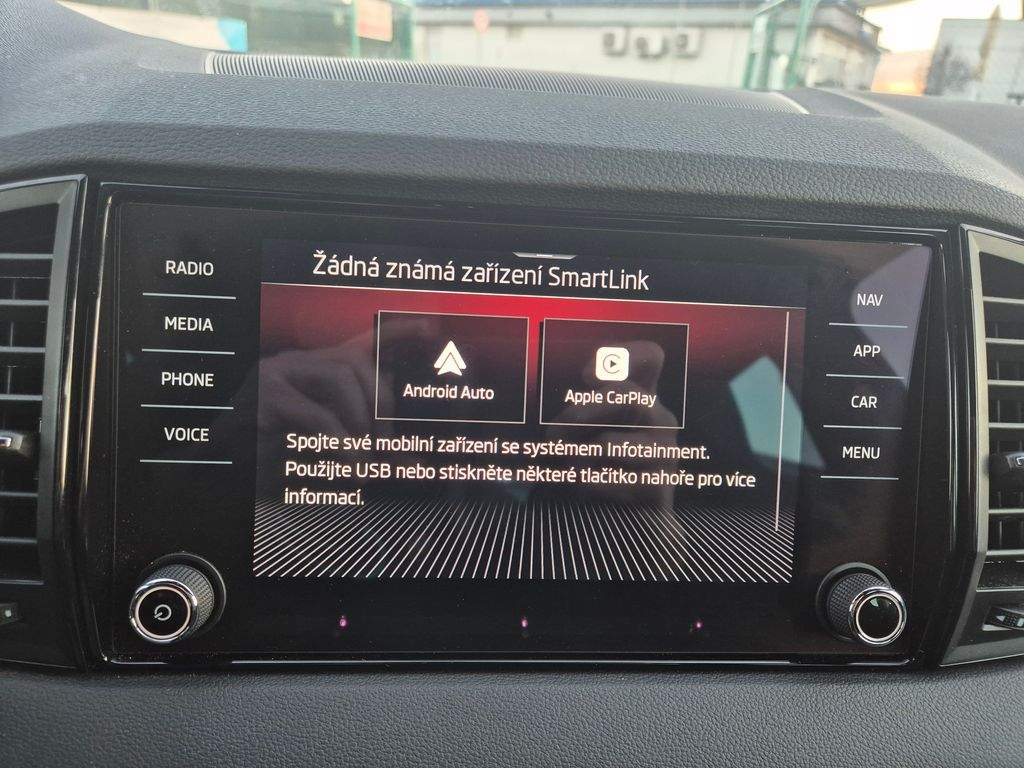 Žádná známá zařízení SmartLink
RADIO
MEDIA
PHONE
VOICE
Android Auto
Apple CarPlay
Spojte své mobilní zařízení se systémem Infotainment.
Použijte USB nebo stiskněte některé tlačítko nahoře pro více
informací.
NAV
APP
CAR
MENU